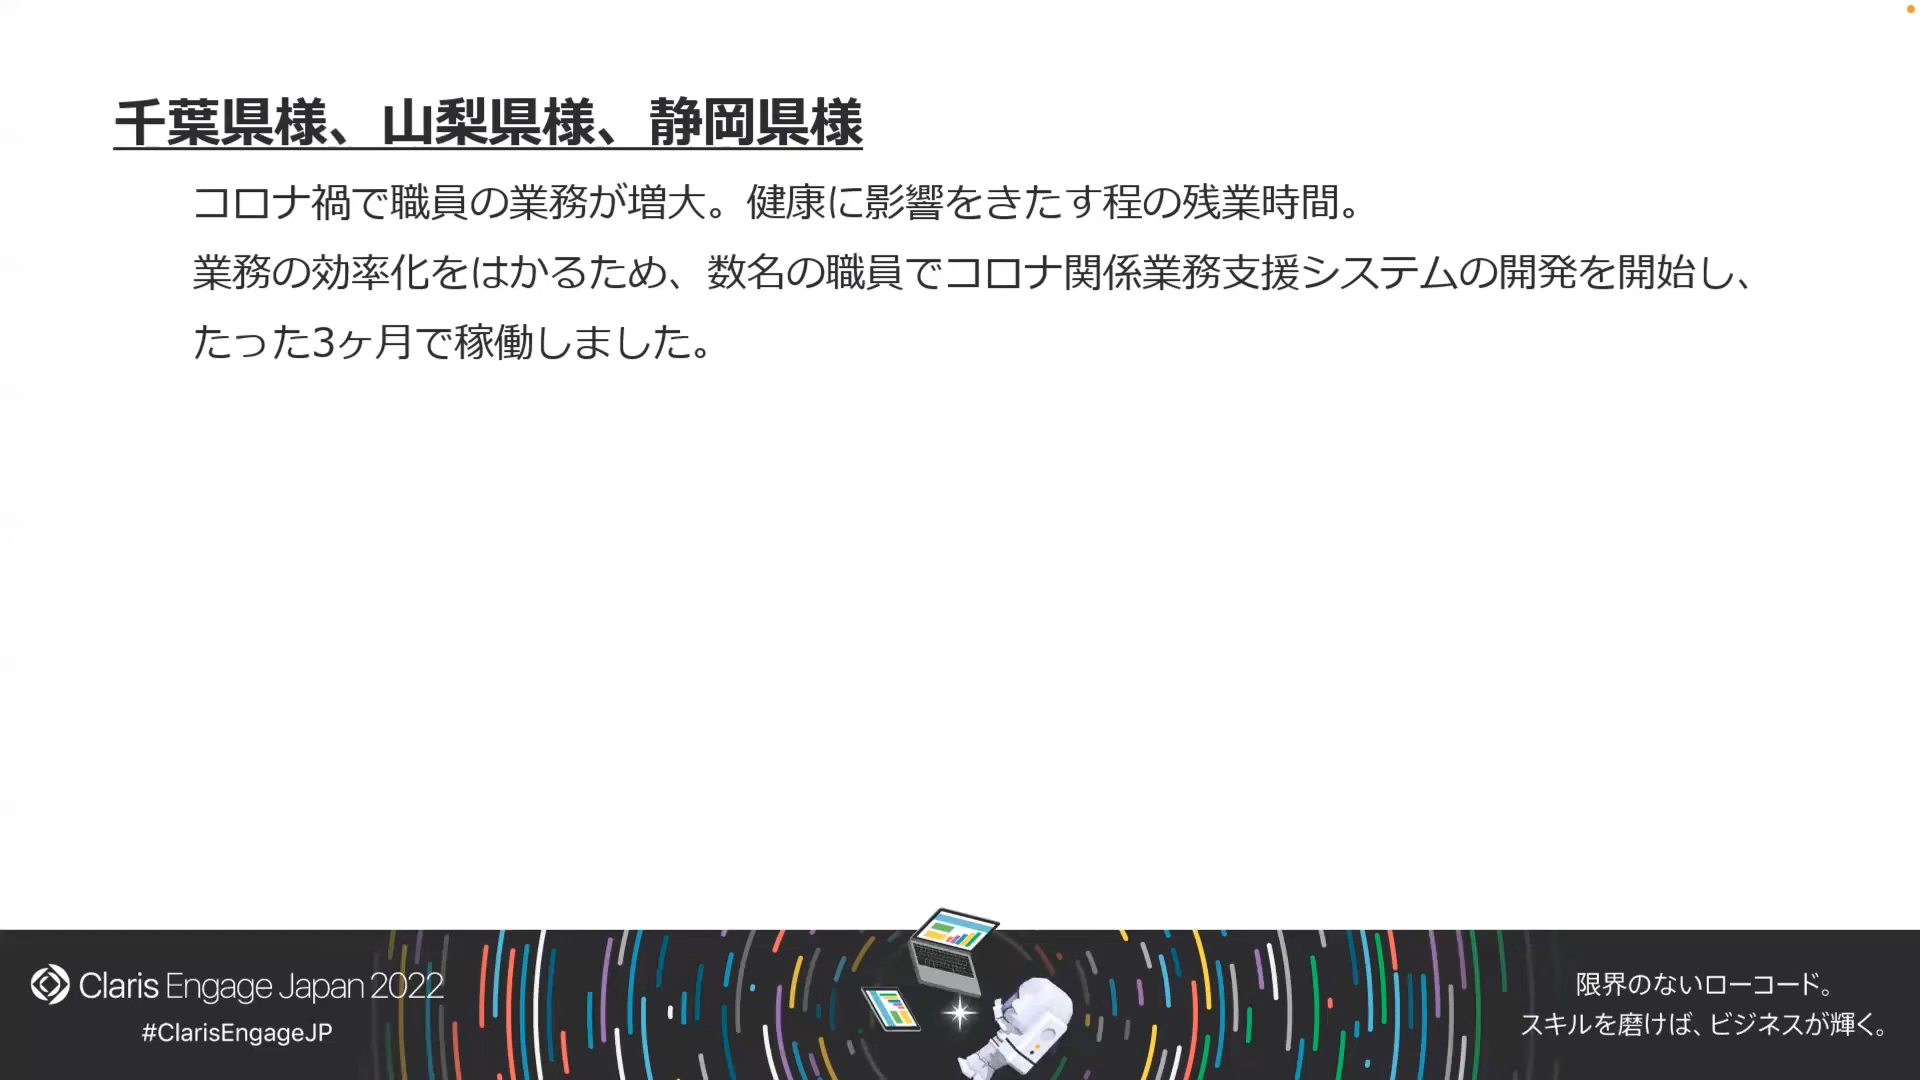 千葉県様、山梨県様、静岡県様
コロナ禍で職員の業務が増大。健康に影響をきたす程の残業時間。
業務の効率化をはかるため、数名の職員でコロナ関係業務支援システムの開発を開始し、
たった3ヶ月で稼働しました。
Claris Engage Japan 2022
#ClarisEngageJP
限界のないローコード。
スキルを磨けば、ビジネスが輝く。